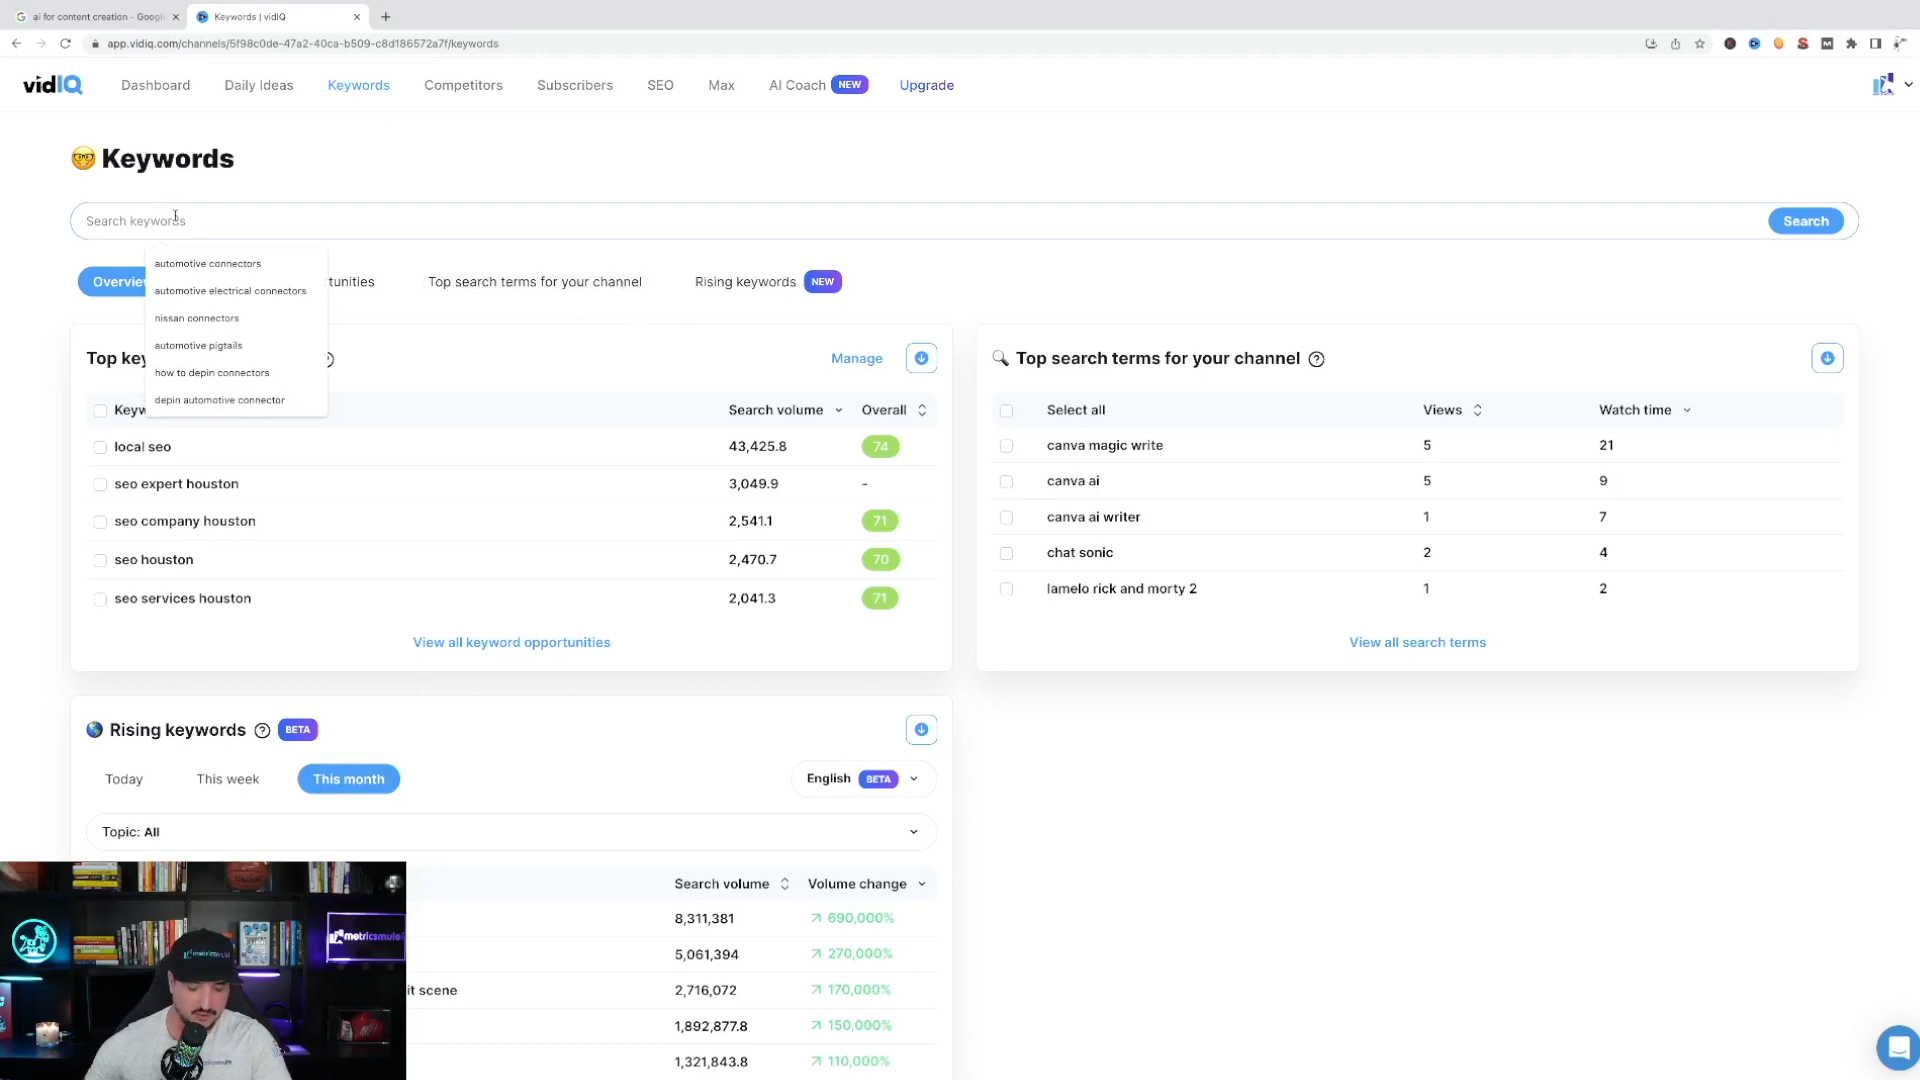 ai for content creation - Googl
Keywords | vidIQ
app.vidiq.com/channels/5f98c0de-47a2-40ca-b509-c8d186572a7f/keywords
vidIQ
Dashboard
Daily Ideas
Keywords
Competitors
Subscribers
SEO
Max
AI Coach NEW
Upgrade
Keywords
Search keywords
Search
automotive connectors
automotive electrical connectors
nissan connectors
automotive pigtails
how to depin connectors
depin automotive connector
Overvie
tunities
Top search terms for your channel
Rising keywords NEW
Top key
Manage
Keyw
Search volume
Overall
local seo 43,425.8 74
seo expert houston 3,049.9 -
seo company houston 2,541.1 71
seo houston 2,470.7 70
seo services houston 2,041.3 71
View all keyword opportunities
Top search terms for your channel
Select all Views Watch time
canva magic write 5 21
canva ai 5 9
canva ai writer 1 7
chat sonic 2 4
lamelo rick and morty 2 1 2
View all search terms
Rising keywords BETA
Today
This week
This month
English BETA
Topic: All
Search volume Volume change
8,311,381 690,000%
5,061,394 270,000%
it scene 2,716,072 170,000%
1,892,877.8 150,000%
1,321,843.8 110,000%
metricsmule